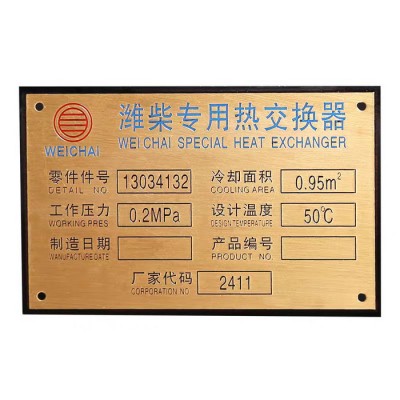 潍柴专用热交换器
WEICHAI WEI CHAI SPECIAL HEAT EXCHANGER
零件件号 13034132 冷却面积 0.95m²
DETAIL NO. COOLING AREA
工作压力 0.2MPa 设计温度 50℃
WORKING PRES DESIGN TEMPERATURE
制造日期 产品编号
MANUFACTURE DATE PRODUCT NO.
厂家代码 2411
CORPORATION NO.